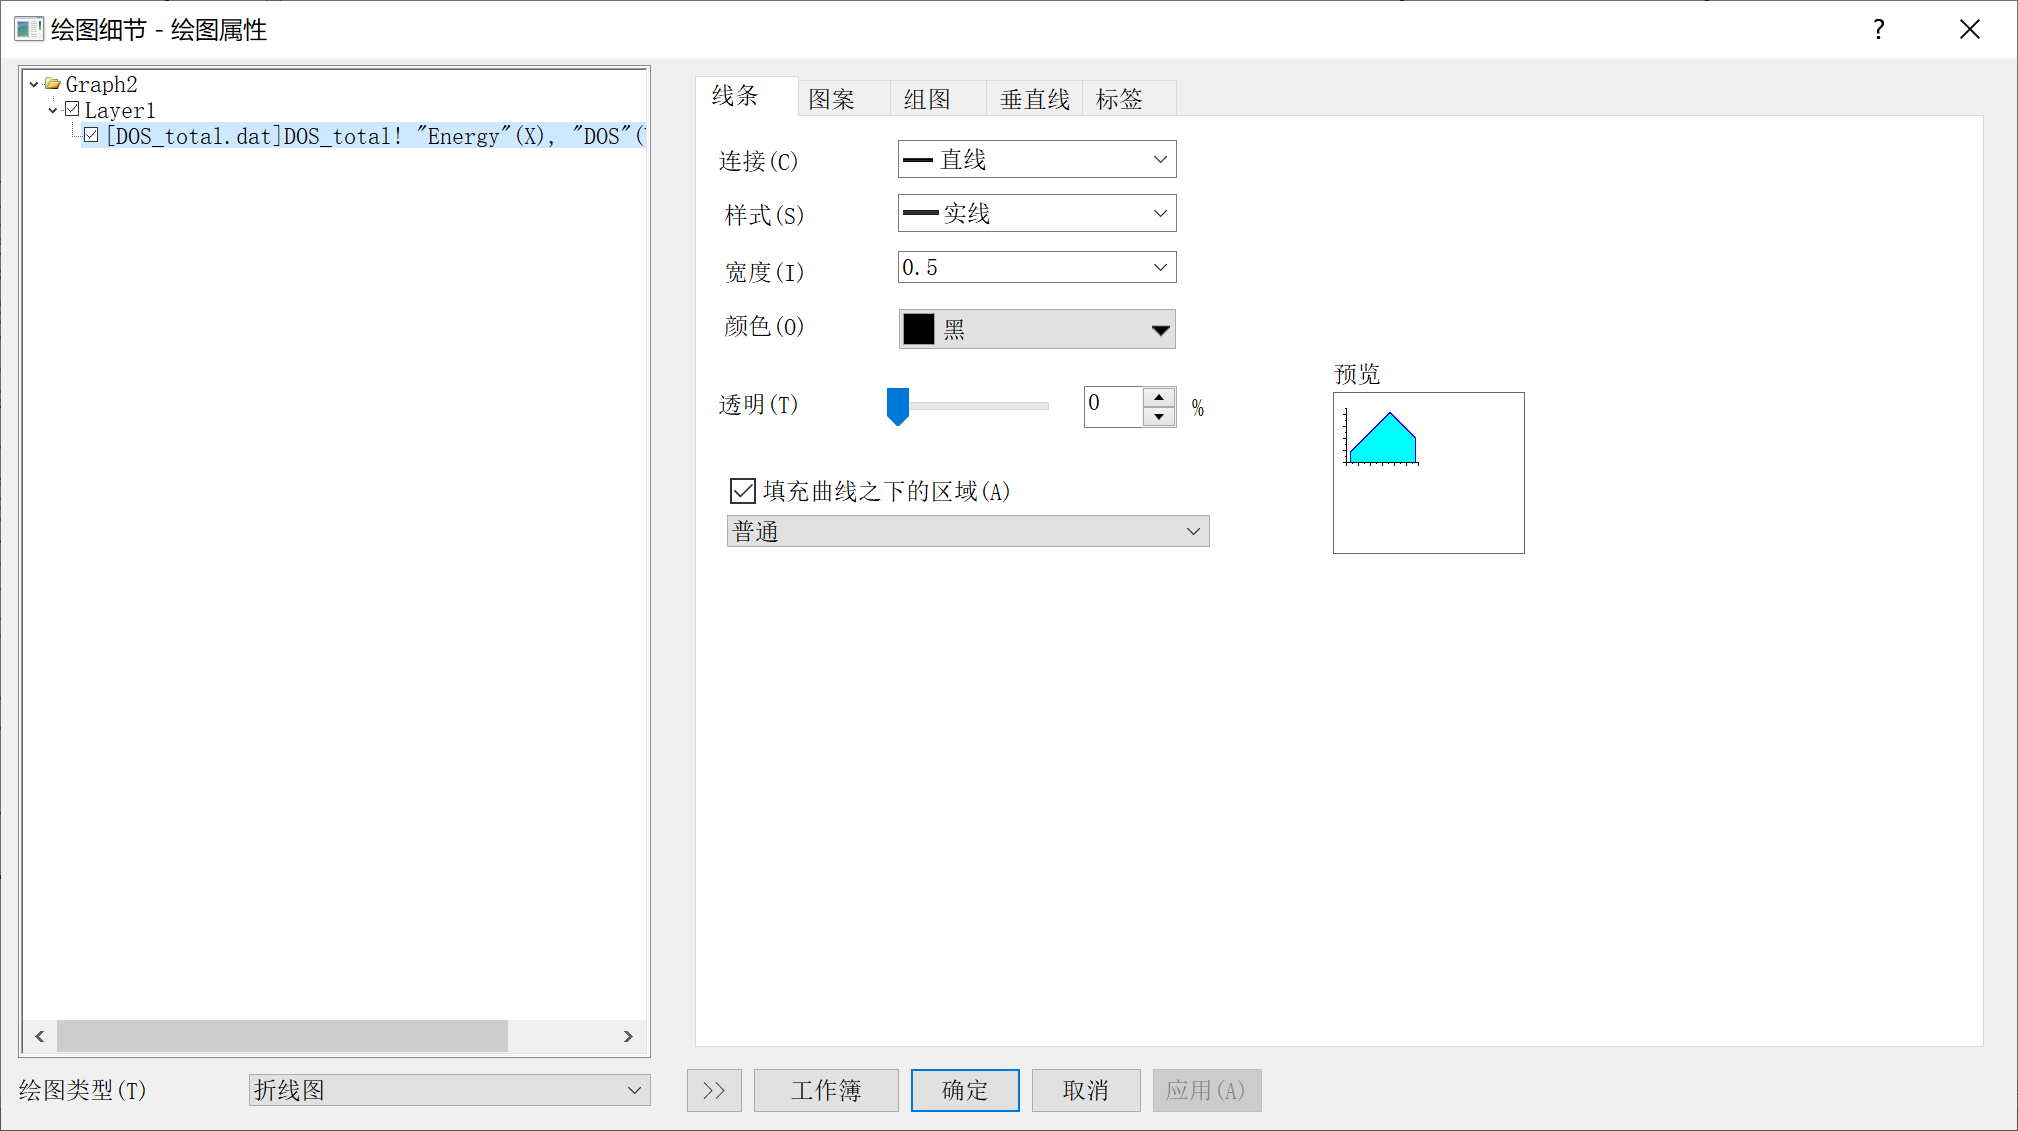 绘图细节 - 绘图属性
?
Graph2
Layer1
[DOS_total.dat]DOS_total! "Energy"(X), "DOS"(
线条
图案
组图
垂直线
标签
连接(C)
直线
样式(S)
实线
宽度(I)
0.5
颜色(O)
黑
透明(T)
0
%
填充曲线之下的区域(A)
普通
预览
绘图类型(T)
折线图
>>
工作簿
确定
取消
应用(A)